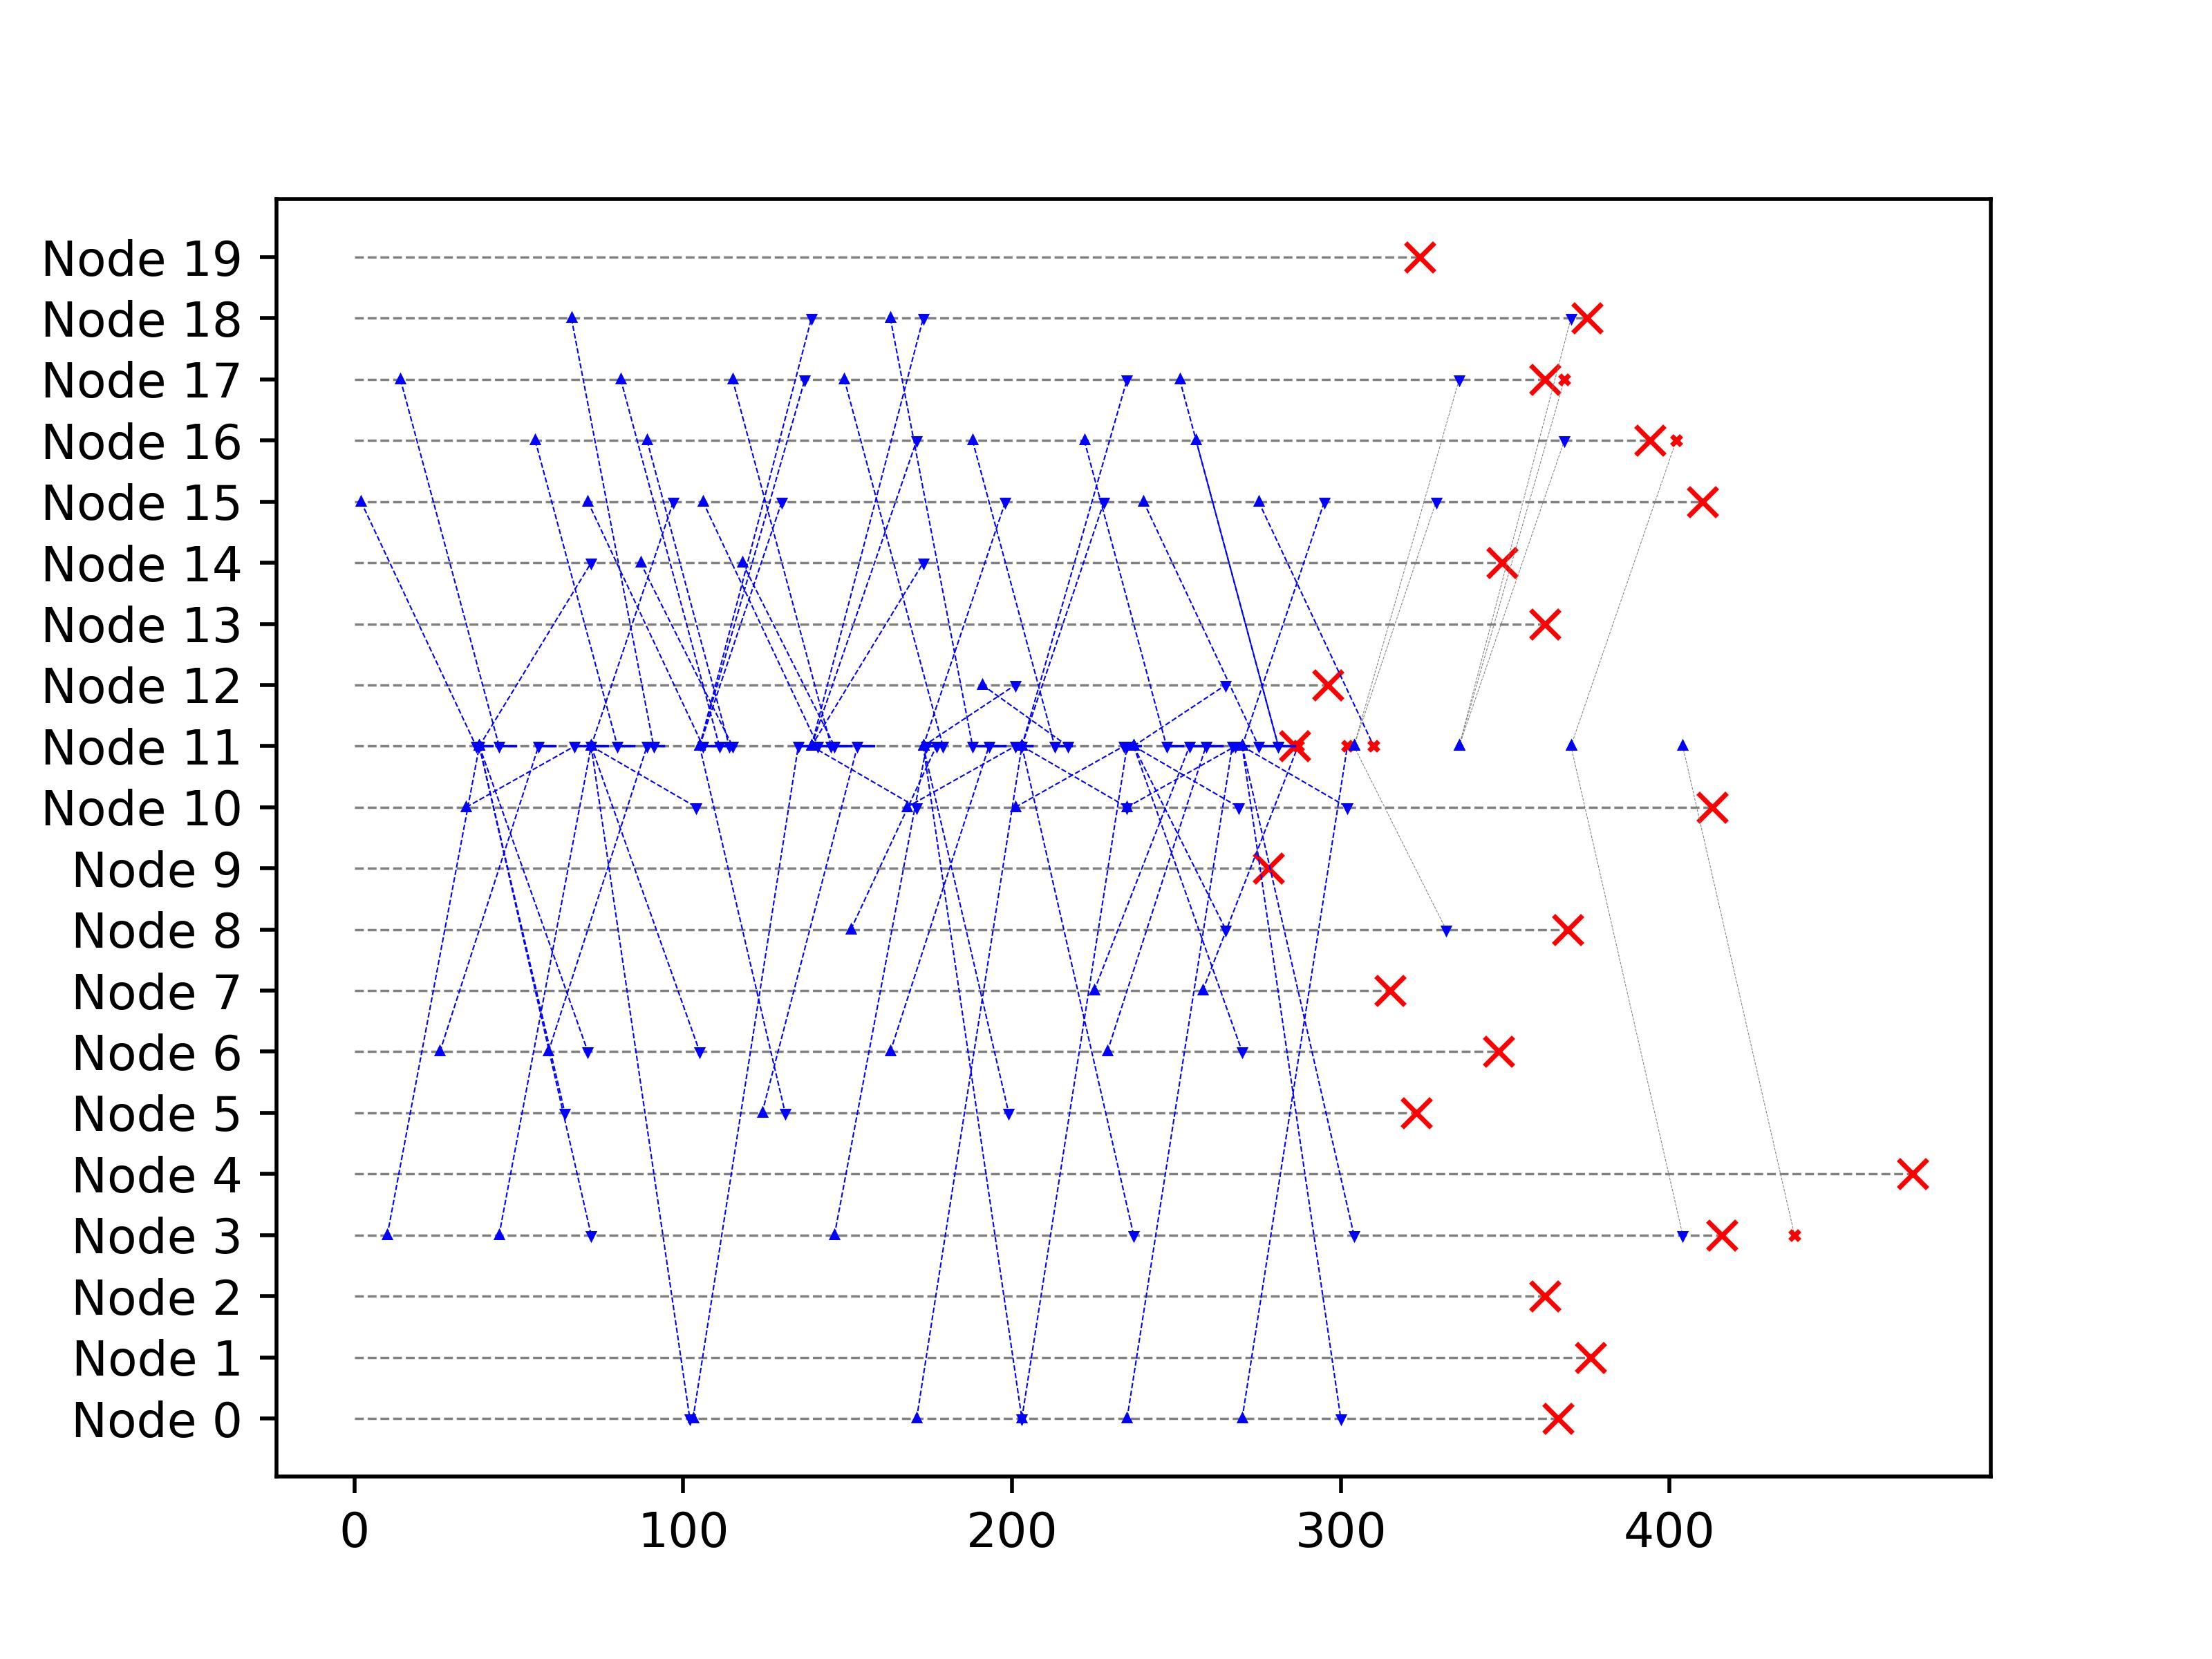 Node 19
Node 18
Node 17
Node 16
Node 15
Node 14
Node 13
Node 12
Node 11
Node 10
Node 9
Node 8
Node 7
Node 6
Node 5
Node 4
Node 3
Node 2
Node 1
Node 0
0 100 200 300 400